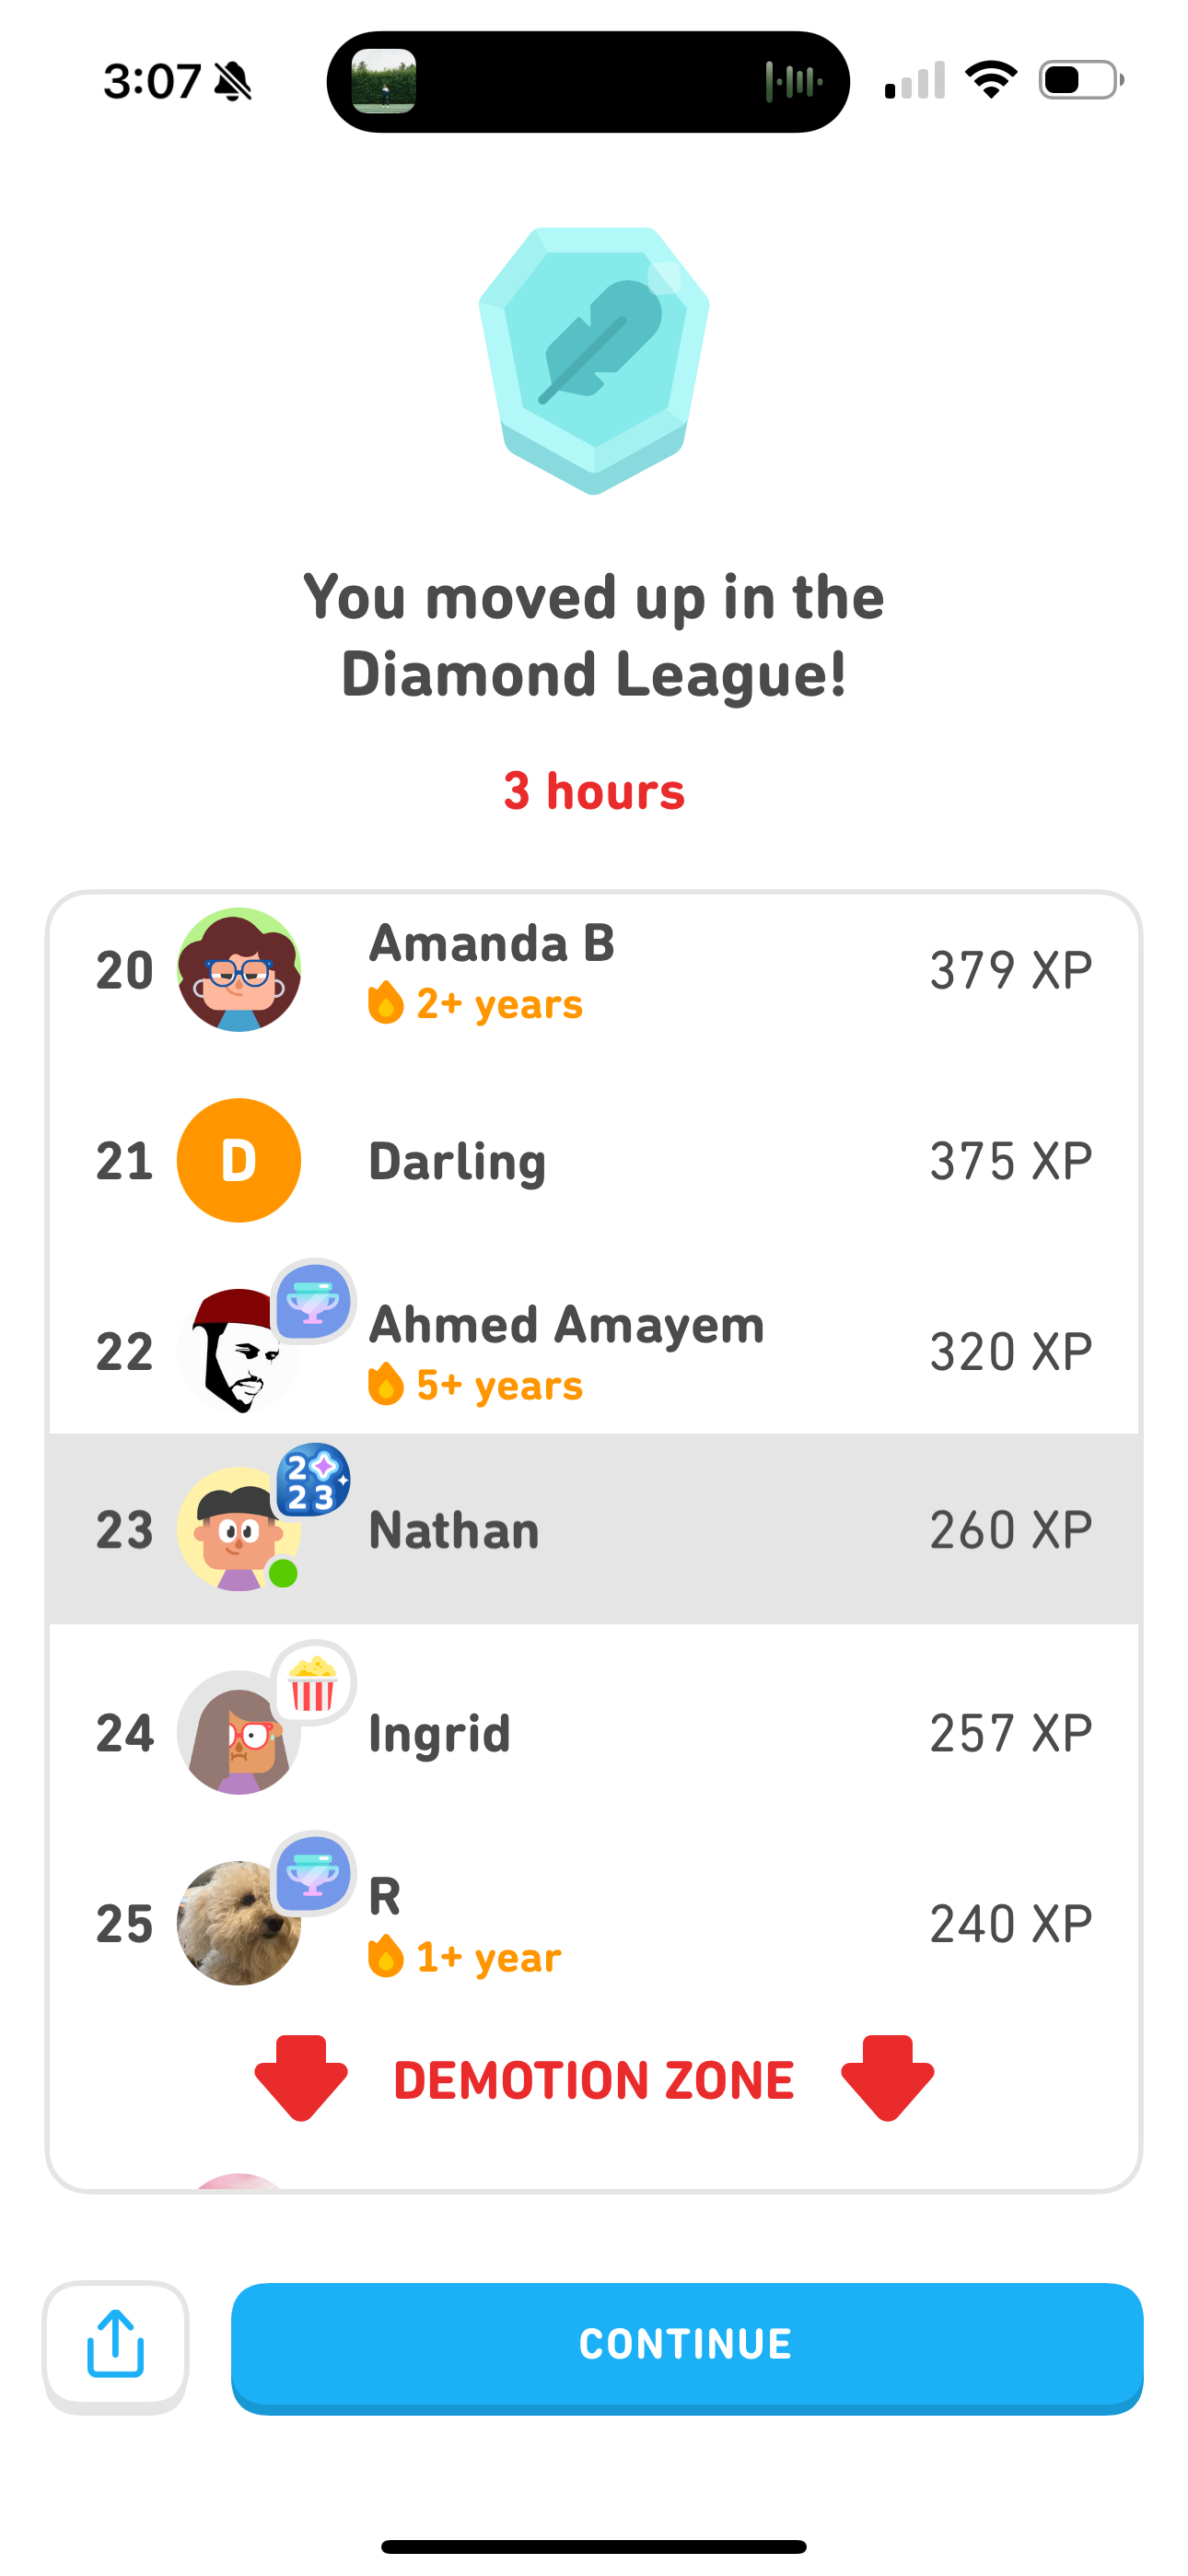 3:07
You moved up in the
Diamond League!
3 hours
20 Amanda B 379 XP
2+ years
21 D Darling 375 XP
22 Ahmed Amayem 320 XP
5+ years
2
23
23 Nathan 260 XP
24 Ingrid 257 XP
25 R 240 XP
1+ year
DEMOTION ZONE
CONTINUE